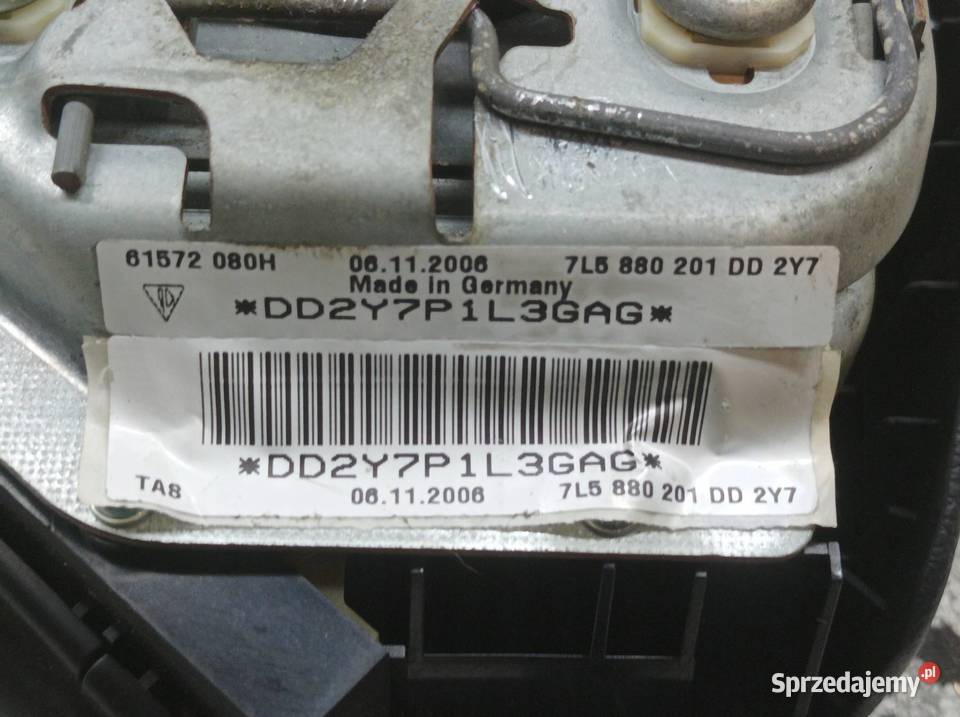 61572 080H 06.11.2006 7L5 880 201 DD 2Y7
Made in Germany
*DD2Y7P1L3GAG*
*DD2Y7P1L3GAG*
TA8 06.11.2006 7L5 880 201 DD 2Y7
Sprzedajemy.pl